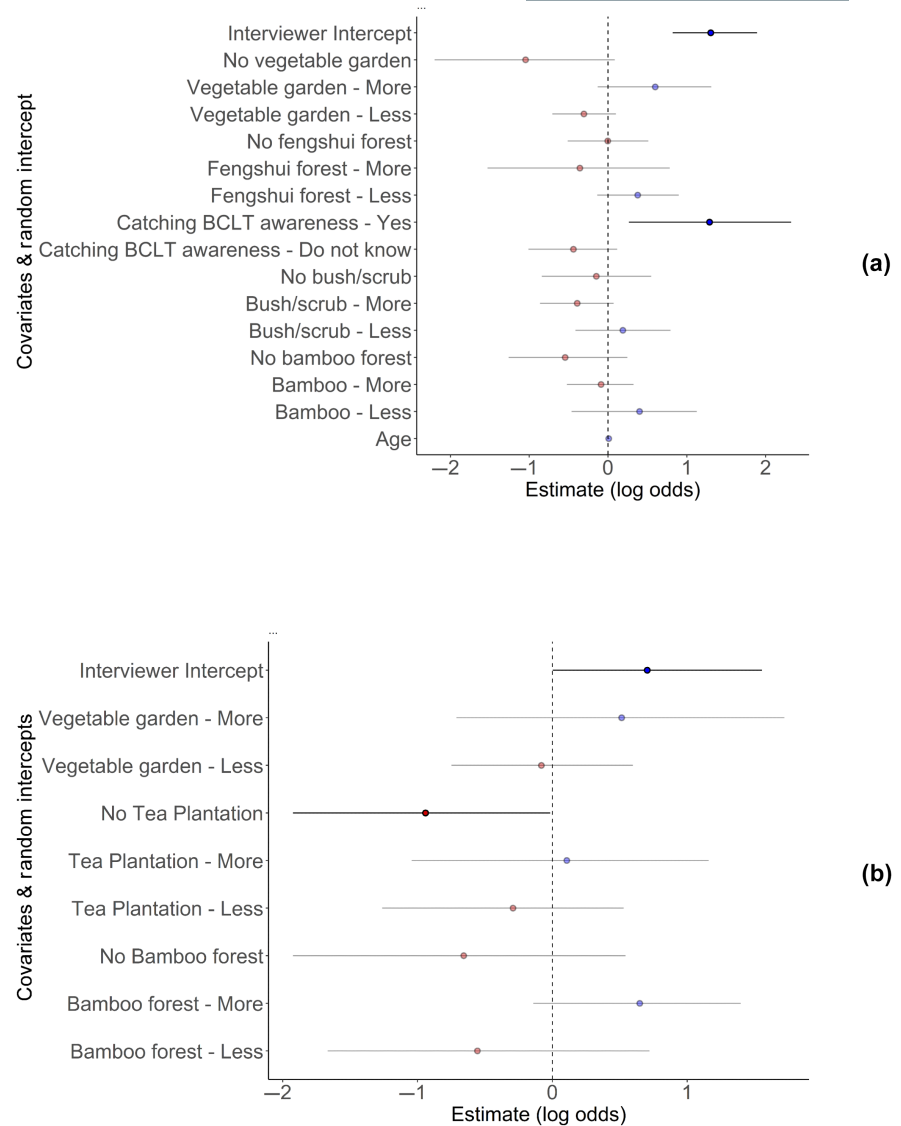 ...
Interviewer Intercept
No vegetable garden
Vegetable garden - More
Vegetable garden - Less
No fengshui forest
Fengshui forest - More
Fengshui forest - Less
Catching BCLT awareness - Yes
Catching BCLT awareness - Do not know
No bush/scrub
Bush/scrub - More
Bush/scrub - Less
No bamboo forest
Bamboo - More
Bamboo - Less
Age
Covariates & random intercept
−2 −1 0 1 2
Estimate (log odds)
(a)
...
Interviewer Intercept
Vegetable garden - More
Vegetable garden - Less
No Tea Plantation
Tea Plantation - More
Tea Plantation - Less
No Bamboo forest
Bamboo forest - More
Bamboo forest - Less
Covariates & random intercepts
−2 −1 0 1
Estimate (log odds)
(b)